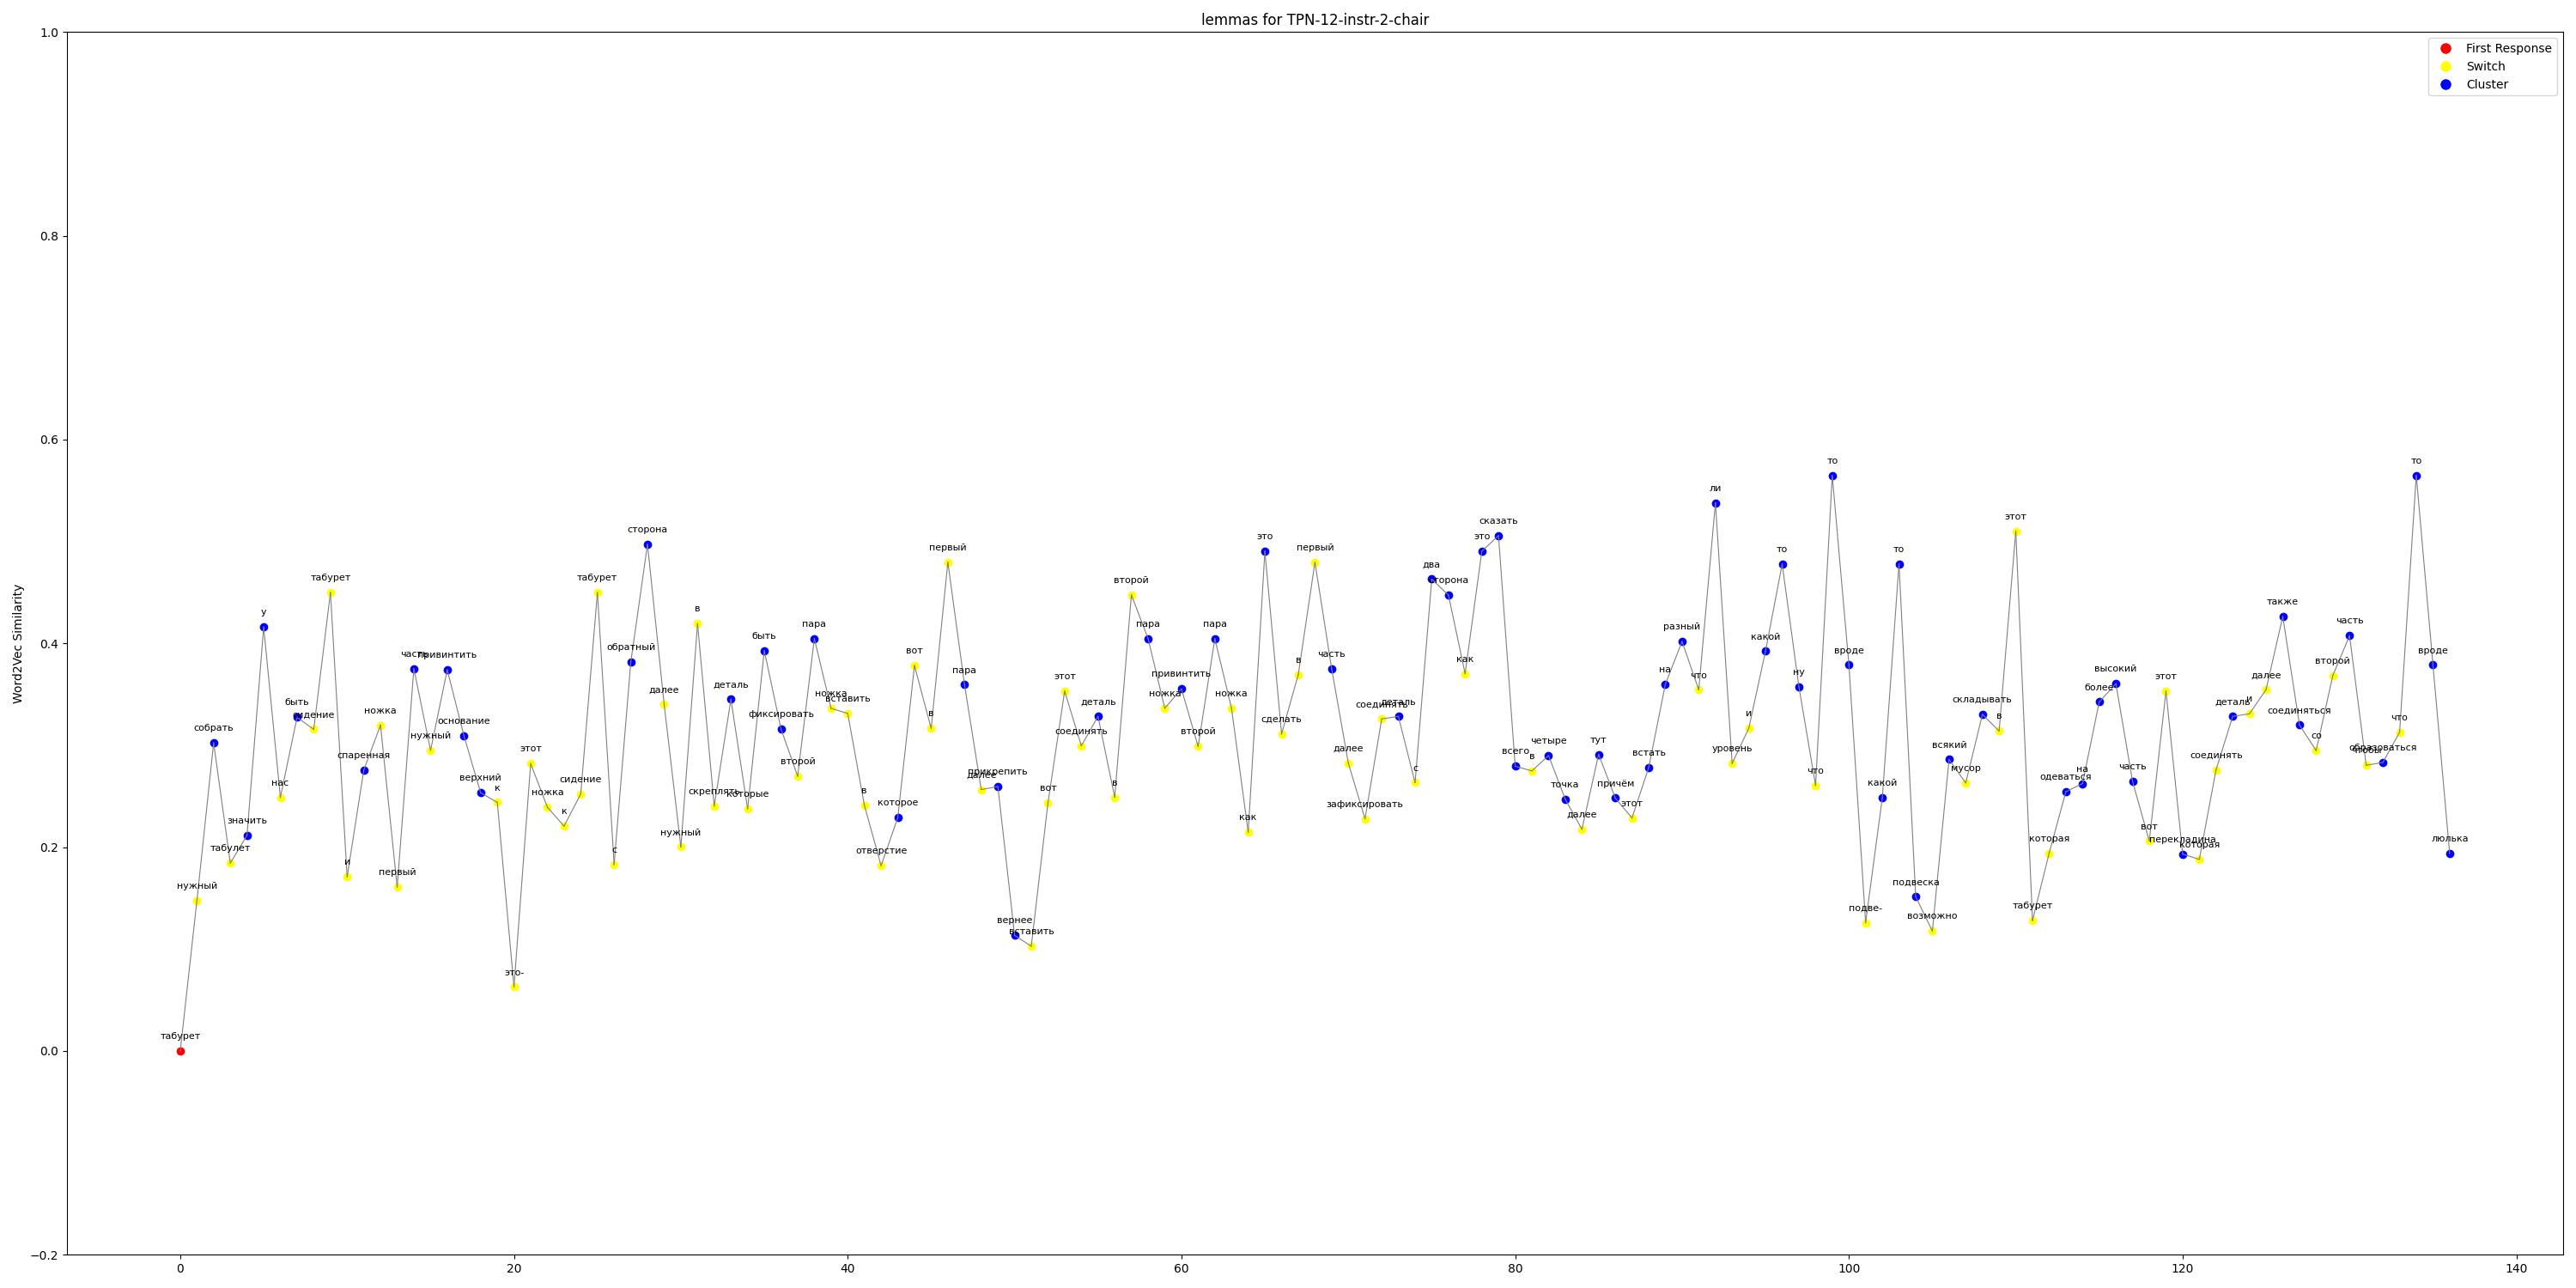 lemmas for TPN-12-instr-2-chair
First Response
Switch
Cluster
Word2Vec Similarity
1.0
0.8
0.6
0.4
0.2
0.0
−0.2
0
20
40
60
80
100
120
140
табурет
нужный
собрать
табулет
значить
у
нас
быть
сидение
табурет
и
спаренная
ножка
первый
часть
нужный
привинтить
основание
верхний
к
это-
этот
ножка
к
сидение
табурет
с
обратный
сторона
далее
нужный
в
скреплять
деталь
которые
быть
фиксировать
второй
пара
ножка
вставить
в
отверстие
которое
вот
в
первый
пара
далее
прикрепить
вернее
вставить
вот
этот
соединять
деталь
в
второй
пара
ножка
привинтить
второй
пара
ножка
как
это
сделать
в
первый
часть
далее
зафиксировать
соединять
деталь
с
два
сторона
как
это
сказать
всего
в
четыре
точка
далее
тут
причём
этот
встать
на
разный
что
ли
уровень
и
какой
то
ну
что
то
вроде
подве-
какой
то
подвеска
возможно
всякий
мусор
складывать
в
этот
табурет
которая
одеваться
на
более
высокий
часть
вот
этот
перекладина
которая
соединять
деталь
и
далее
также
соединяться
со
второй
часть
чтобы
образоваться
что
то
вроде
люлька